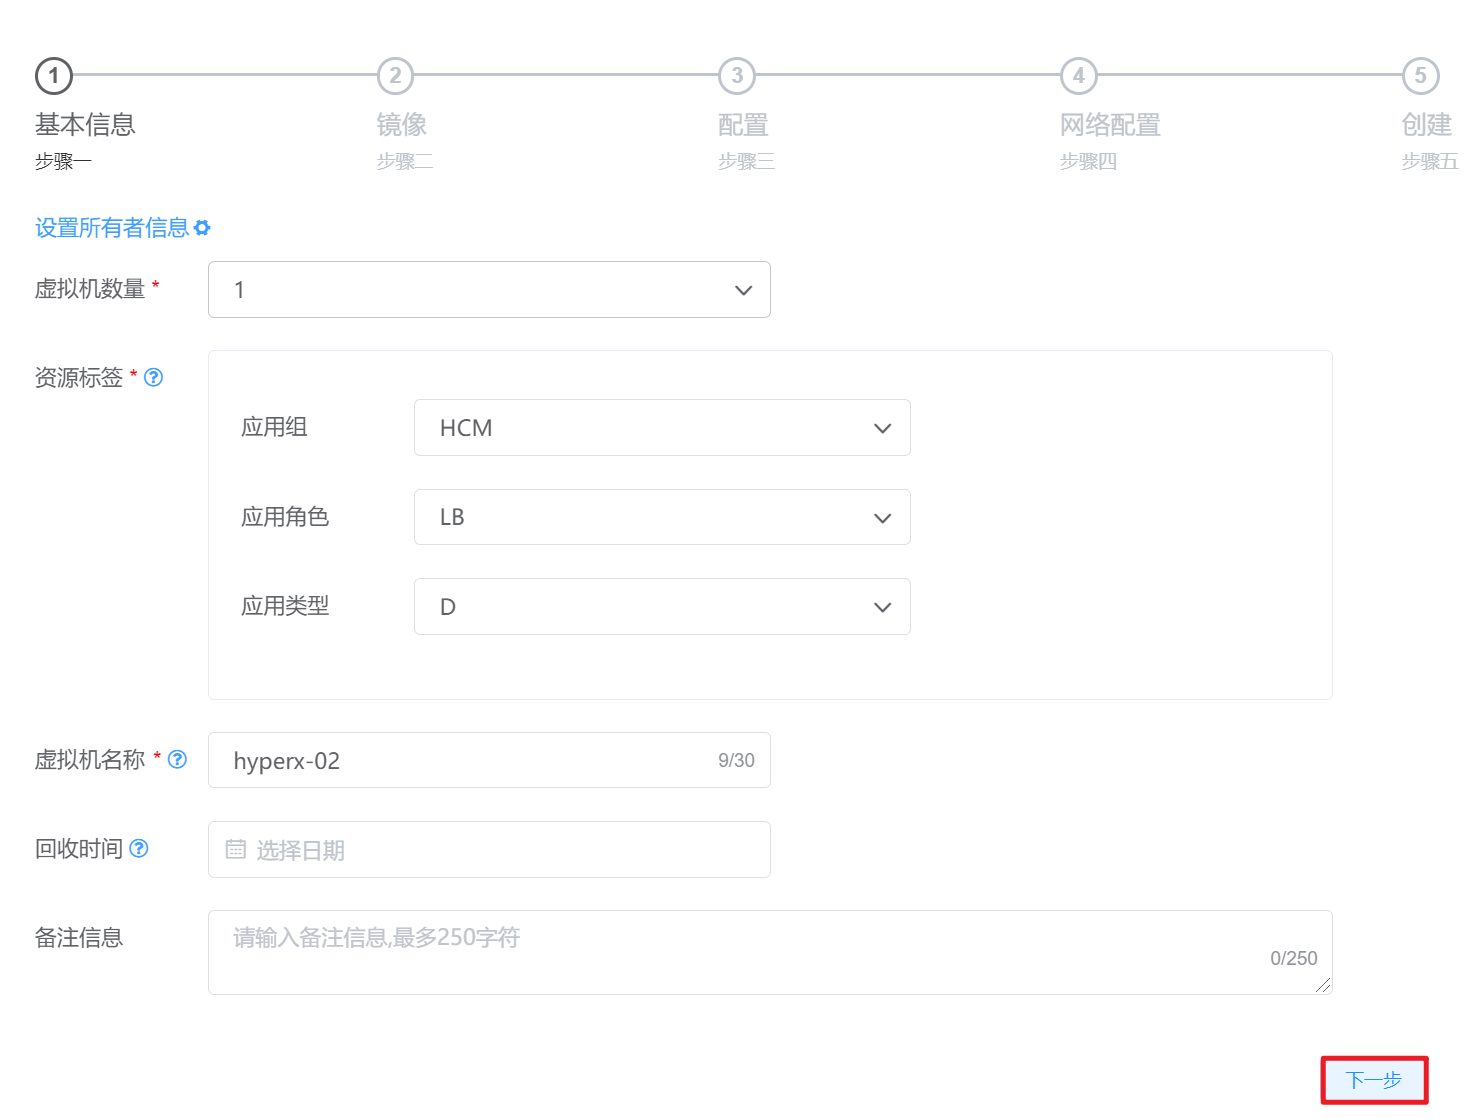 1 2 3 4 5
基本信息 镜像 配置 网络配置 创建
步骤一 步骤二 步骤三 步骤四 步骤五
设置所有者信息
虚拟机数量 * 1
资源标签 * ?
应用组 HCM
应用角色 LB
应用类型 D
虚拟机名称 * ? hyperx-02 9/30
回收时间 ? 选择日期
备注信息 请输入备注信息,最多250字符
0/250
下一步